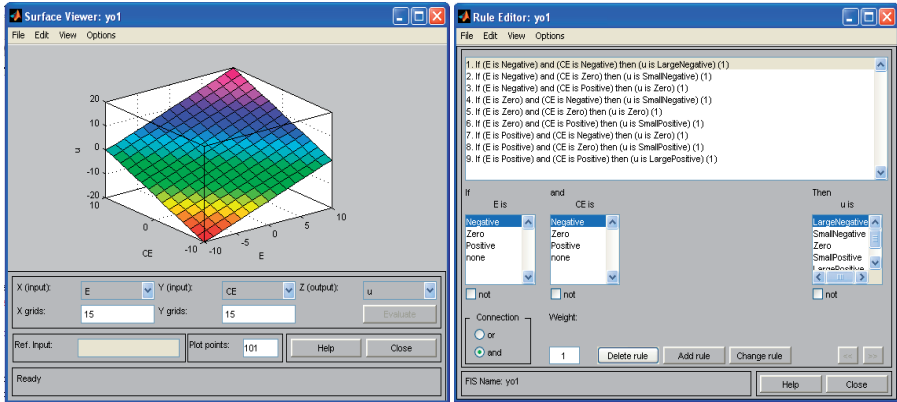 Surface Viewer: yo1
File Edit View Options
20
10
0
-10
-20
u
10
0
-10
CE
-10
-5
0
5
10
E
X (input): E Y (input): CE Z (output): u
X grids: 15 Y grids: 15 Evaluate
Ref. Input: Plot points: 101 Help Close
Ready
Rule Editor: yo1
File Edit View Options
1. If (E is Negative) and (CE is Negative) then (u is LargeNegative) (1)
2. If (E is Negative) and (CE is Zero) then (u is SmallNegative) (1)
3. If (E is Negative) and (CE is Positive) then (u is Zero) (1)
4. If (E is Zero) and (CE is Negative) then (u is SmallNegative) (1)
5. If (E is Zero) and (CE is Zero) then (u is Zero) (1)
6. If (E is Zero) and (CE is Positive) then (u is SmallPositive) (1)
7. If (E is Positive) and (CE is Negative) then (u is Zero) (1)
8. If (E is Positive) and (CE is Zero) then (u is SmallPositive) (1)
9. If (E is Positive) and (CE is Positive) then (u is LargePositive) (1)
If and Then
E is CE is u is
Negative Negative LargeNegative
Zero Zero SmallNegative
Positive Positive Zero
none none SmallPositive
LargePositive
not not not
Connection Weight:
or
and 1 Delete rule Add rule Change rule << >>
FIS Name: yo1 Help Close